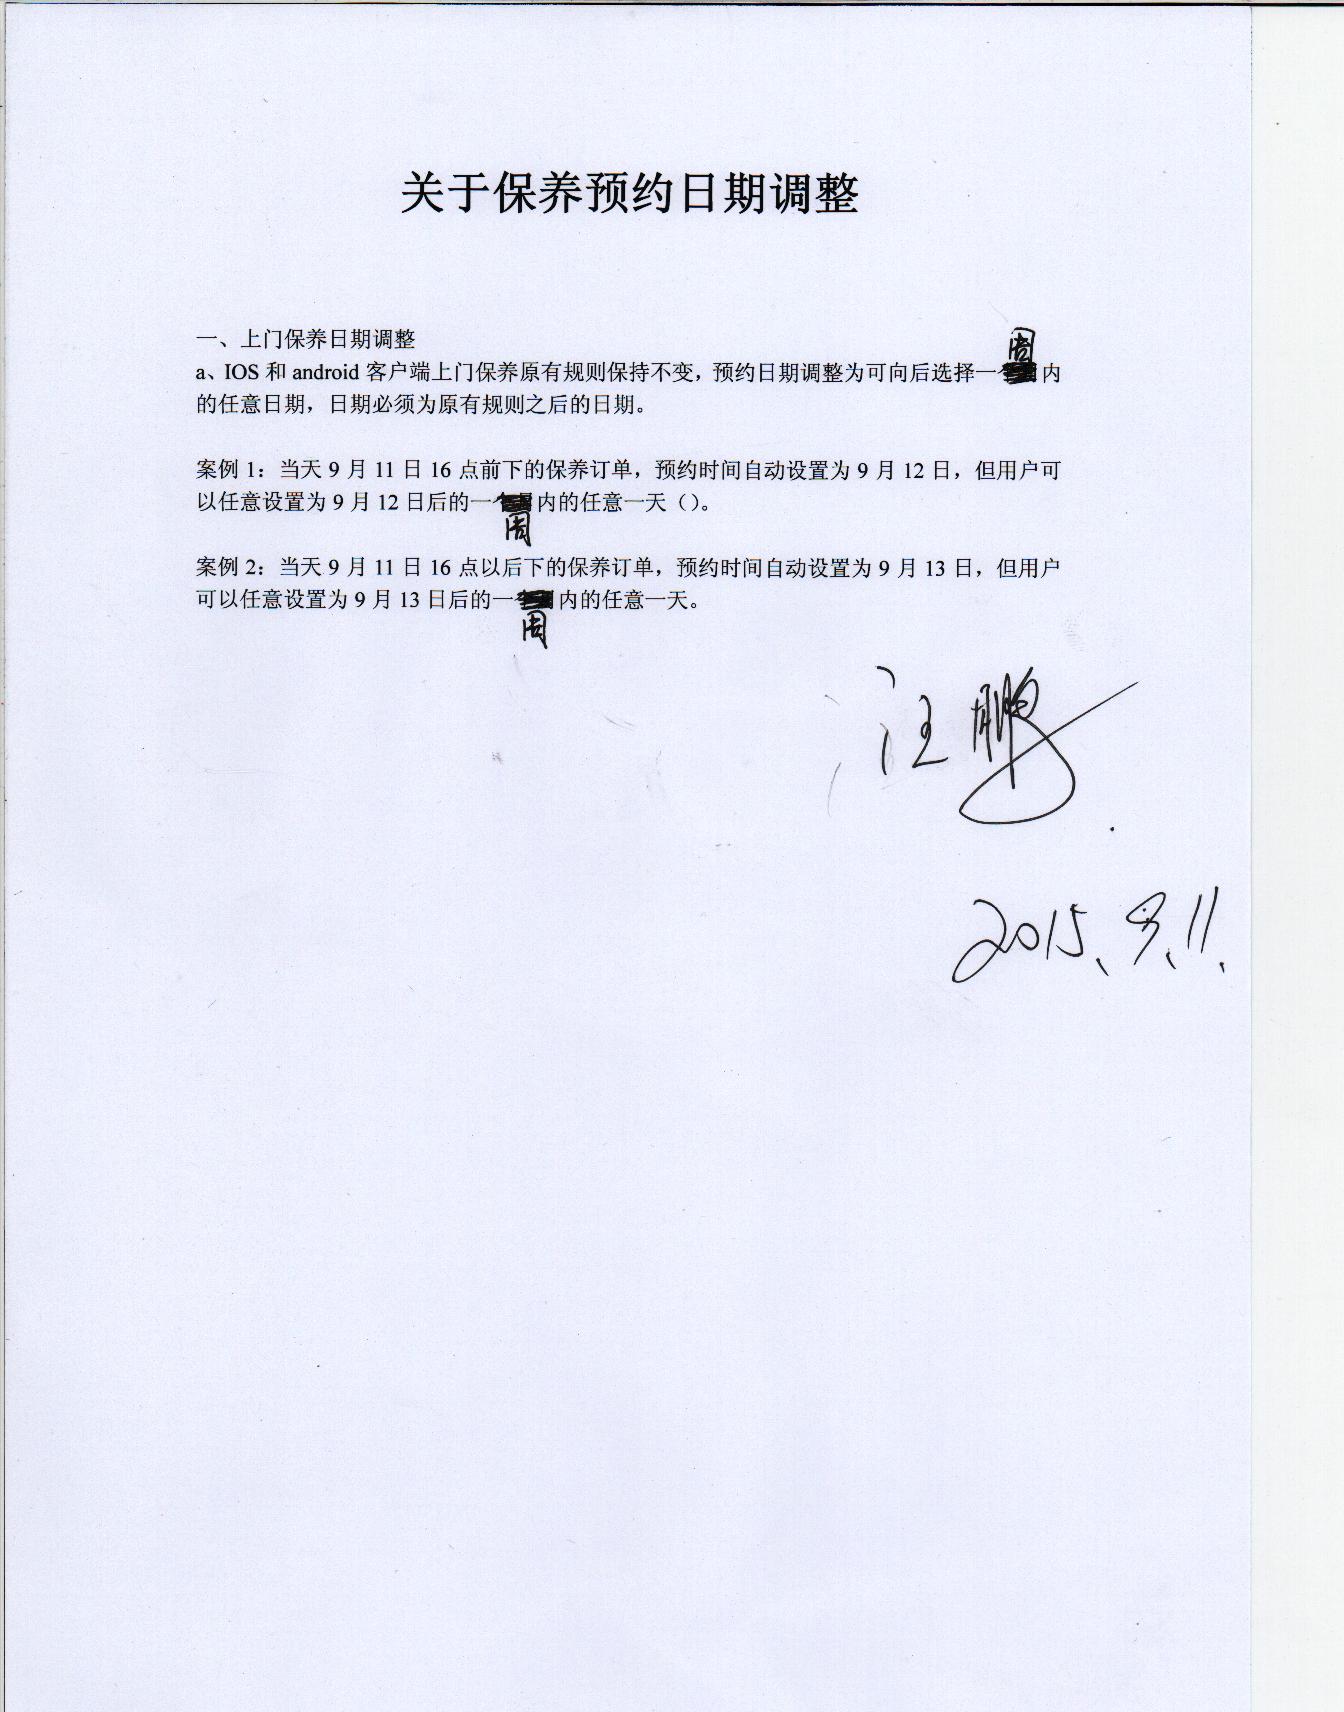 关于保养预约日期调整
一、上门保养日期调整
周
a、IOS 和 android 客户端上门保养原有规则保持不变，预约日期调整为可向后选择一内
的任意日期，日期必须为原有规则之后的日期。
案例 1：当天 9 月 11 日 16 点前下的保养订单，预约时间自动设置为 9 月 12 日，但用户可
以任意设置为 9 月 12 日后的一内的任意一天（）。
周
案例 2：当天 9 月 11 日 16 点以后下的保养订单，预约时间自动设置为 9 月 13 日，但用户
可以任意设置为 9 月 13 日后的一内的任意一天。
周
汪鹏
2015、9、11、